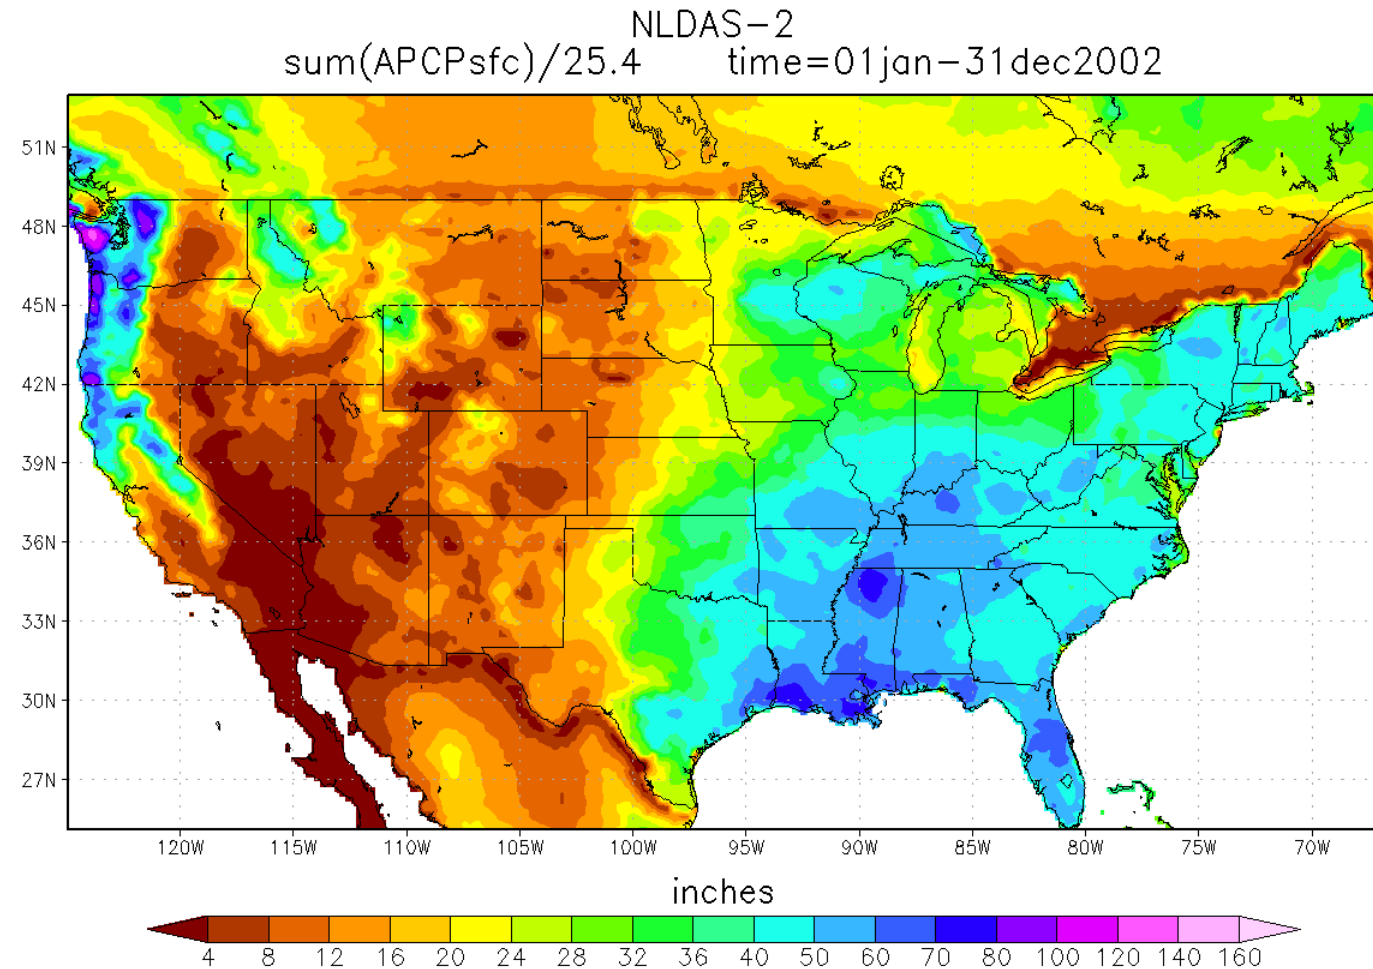 NLDAS-2
sum(APCPsfc)/25.4 time=01jan-31dec2002
51N
48N
45N
42N
39N
36N
33N
30N
27N
120W 115W 110W 105W 100W 95W 90W 85W 80W 75W 70W
inches
4 8 12 16 20 24 28 32 36 40 50 60 70 80 100 120 140 160